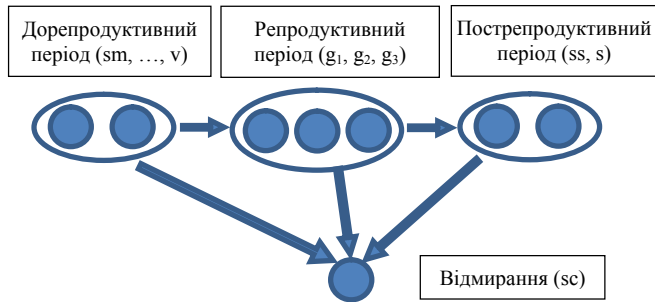 Дорепродуктивний
період (sm, …, v)
Репродуктивний
період (g₁, g₂, g₃)
Пострепродуктивний
період (ss, s)
Відмирання (sc)